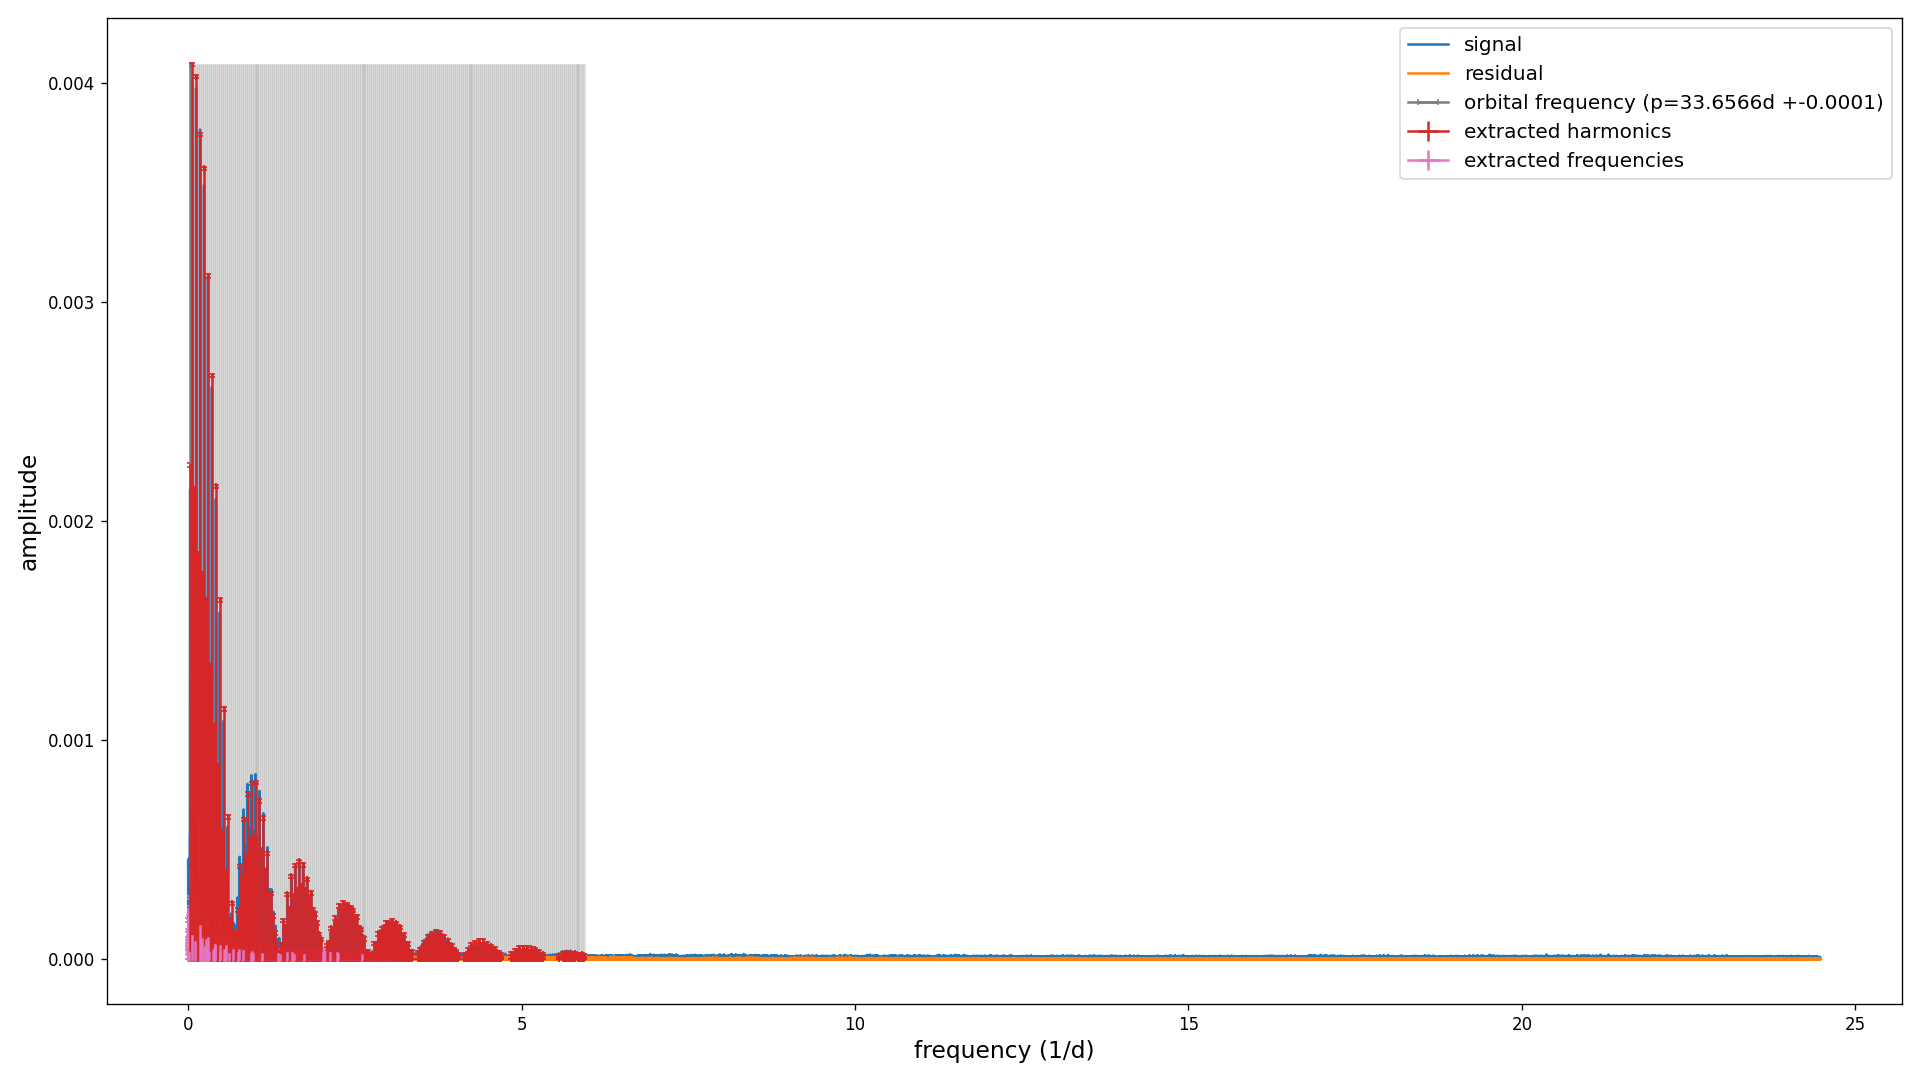 signal
residual
orbital frequency (p=33.6566d +-0.0001)
extracted harmonics
extracted frequencies
0.004
0.003
0.002
0.001
0.000
amplitude
0 5 10 15 20 25
frequency (1/d)